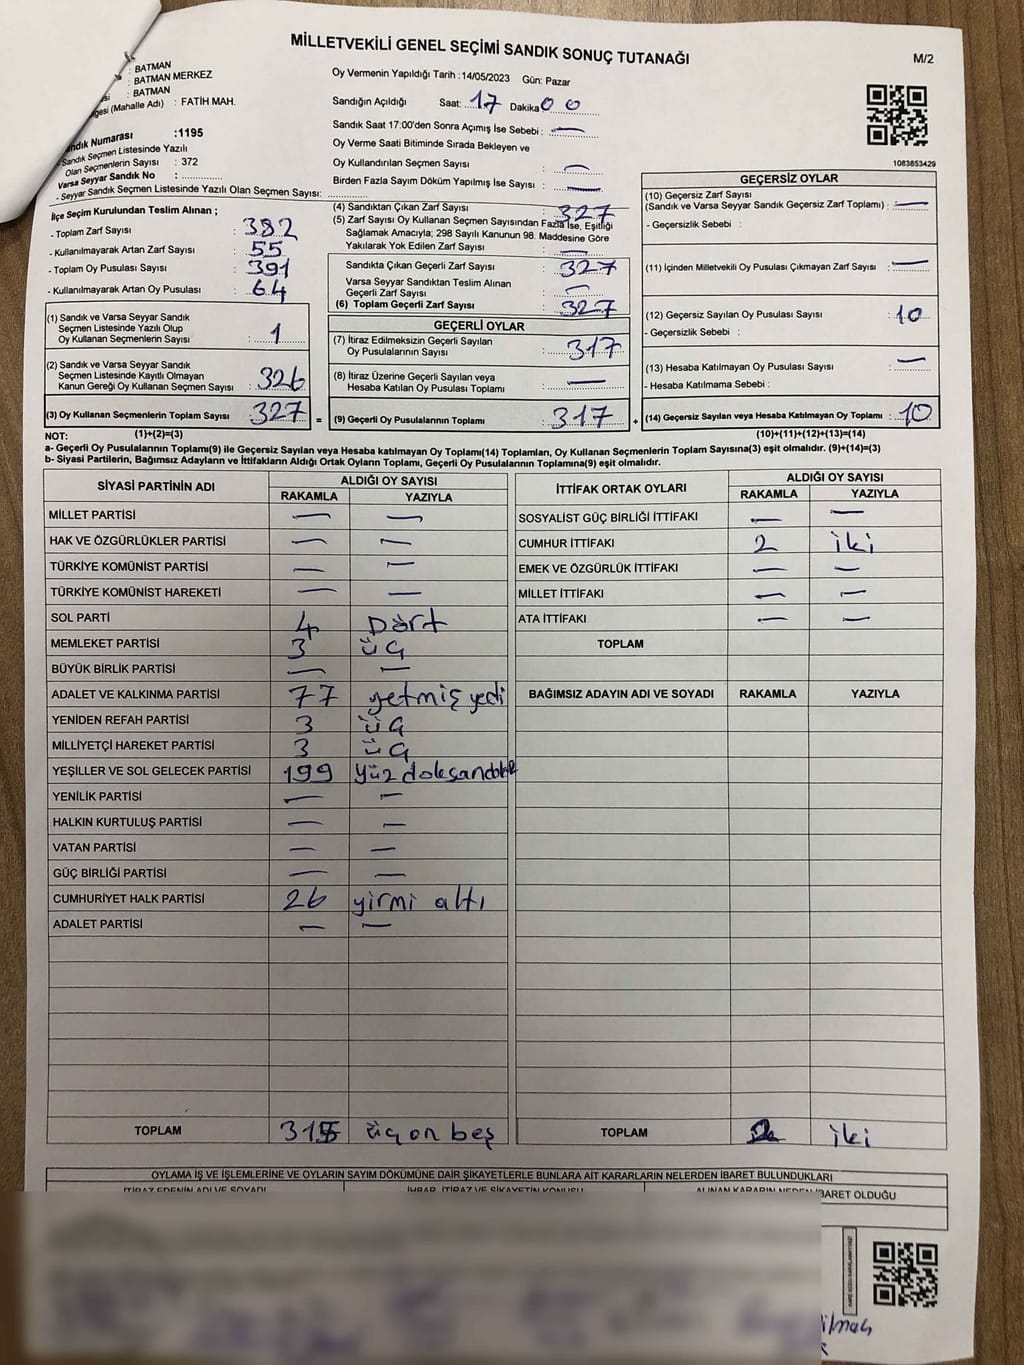 MİLLETVEKİLİ GENEL SEÇİMİ SANDIK SONUÇ TUTANAĞI
M/2
: BATMAN
: BATMAN MERKEZ
: BATMAN
(Mahalle Adı) : FATİH MAH.
Sandık Numarası :1195
- Sandık Seçmen Listesinde Yazılı
Olan Seçmenlerin Sayısı : 372
Varsa Seyyar Sandık No :
- Seyyar Sandık Seçmen Listesinde Yazılı Olan Seçmen Sayısı:
Oy Vermenin Yapıldığı Tarih :14/05/2023 Gün: Pazar
Sandığın Açıldığı Saat: 17 Dakika 00
Sandık Saat 17:00'den Sonra Açımış İse Sebebi : —
Oy Verme Saati Bitiminde Sırada Bekleyen ve
Oy Kullandırılan Seçmen Sayısı : —
Birden Fazla Sayım Döküm Yapılmış İse Sayısı : —
1083853429
İlçe Seçim Kurulundan Teslim Alınan ;
- Toplam Zarf Sayısı : 382
- Kullanılmayarak Artan Zarf Sayısı : 55
- Toplam Oy Pusulası Sayısı : 391
- Kullanılmayarak Artan Oy Pusulası : 64
(1) Sandık ve Varsa Seyyar Sandık
Seçmen Listesinde Yazılı Olup
Oy Kullanan Seçmenlerin Sayısı : 1
(2) Sandık ve Varsa Seyyar Sandık
Seçmen Listesinde Kayıtlı Olmayan
Kanun Gereği Oy Kullanan Seçmen Sayısı : 326
(3) Oy Kullanan Seçmenlerin Toplam Sayısı : 327 =
(4) Sandıktan Çıkan Zarf Sayısı : 327
(5) Zarf Sayısı Oy Kullanan Seçmen Sayısından Fazla İse, Eşitliği
Sağlamak Amacıyla; 298 Sayılı Kanunun 98. Maddesine Göre
Yakılarak Yok Edilen Zarf Sayısı : —
Sandıkta Çıkan Geçerli Zarf Sayısı : 327
Varsa Seyyar Sandıktan Teslim Alınan
Geçerli Zarf Sayısı : —
(6) Toplam Geçerli Zarf Sayısı : 327
GEÇERLİ OYLAR
(7) İtiraz Edilmeksizin Geçerli Sayılan
Oy Pusulalarının Sayısı : 317
(8) İtiraz Üzerine Geçerli Sayılan veya
Hesaba Katılan Oy Pusulası Toplamı : —
(9) Geçerli Oy Pusulalarının Toplamı : 317 +
GEÇERSİZ OYLAR
(10) Geçersiz Zarf Sayısı
(Sandık ve Varsa Seyyar Sandık Geçersiz Zarf Toplamı) : —
- Geçersizlik Sebebi :
(11) İçinden Milletvekili Oy Pusulası Çıkmayan Zarf Sayısı : —
(12) Geçersiz Sayılan Oy Pusulası Sayısı : 10
- Geçersizlik Sebebi :
(13) Hesaba Katılmayan Oy Pusulası Sayısı : —
- Hesaba Katılmama Sebebi :
(14) Geçersiz Sayılan veya Hesaba Katılmayan Oy Toplamı : 10
NOT: (1)+(2)=(3) (10)+(11)+(12)+(13)=(14)
a- Geçerli Oy Pusulalarının Toplamı(9) ile Geçersiz Sayılan veya Hesaba katılmayan Oy Toplamı(14) Toplamları, Oy Kullanan Seçmenlerin Toplam Sayısına(3) eşit olmalıdır. (9)+(14)=(3)
b- Siyasi Partilerin, Bağımsız Adayların ve İttifakların Aldığı Ortak Oyların Toplamı, Geçerli Oy Pusulalarının Toplamına(9) eşit olmalıdır.
SİYASİ PARTİNİN ADI ALDIĞI OY SAYISI
RAKAMLA YAZIYLA
MİLLET PARTİSİ — —
HAK VE ÖZGÜRLÜKLER PARTİSİ — —
TÜRKİYE KOMÜNİST PARTİSİ — —
TÜRKİYE KOMÜNİST HAREKETİ — —
SOL PARTİ 4 Dört
MEMLEKET PARTİSİ 3 üç
BÜYÜK BİRLİK PARTİSİ — —
ADALET VE KALKINMA PARTİSİ 77 yetmiş yedi
YENİDEN REFAH PARTİSİ 3 üç
MİLLİYETÇİ HAREKET PARTİSİ 3 üç
YEŞİLLER VE SOL GELECEK PARTİSİ 199 yüzdoksandokuz
YENİLİK PARTİSİ — —
HALKIN KURTULUŞ PARTİSİ — —
VATAN PARTİSİ — —
GÜÇ BİRLİĞİ PARTİSİ — —
CUMHURİYET HALK PARTİSİ 26 yirmi altı
ADALET PARTİSİ — —
TOPLAM 315 üçonbeş
İTTİFAK ORTAK OYLARI ALDIĞI OY SAYISI
RAKAMLA YAZIYLA
SOSYALİST GÜÇ BİRLİĞİ İTTİFAKI — —
CUMHUR İTTİFAKI 2 iki
EMEK VE ÖZGÜRLÜK İTTİFAKI — —
MİLLET İTTİFAKI — —
ATA İTTİFAKI — —
TOPLAM
BAĞIMSIZ ADAYIN ADI VE SOYADI RAKAMLA YAZIYLA
TOPLAM 2 iki
OYLAMA İŞ VE İŞLEMLERİNE VE OYLARIN SAYIM DÖKÜMÜNE DAİR ŞİKAYETLERLE BUNLARA AİT KARARLARIN NELERDEN İBARET BULUNDUKLARI
İTİRAZ EDENİN ADI VE SOYADI İHBAR, İTİRAZ VE ŞİKAYETİN KONUSU ALINAN KARARIN NEDEN İBARET OLDUĞU